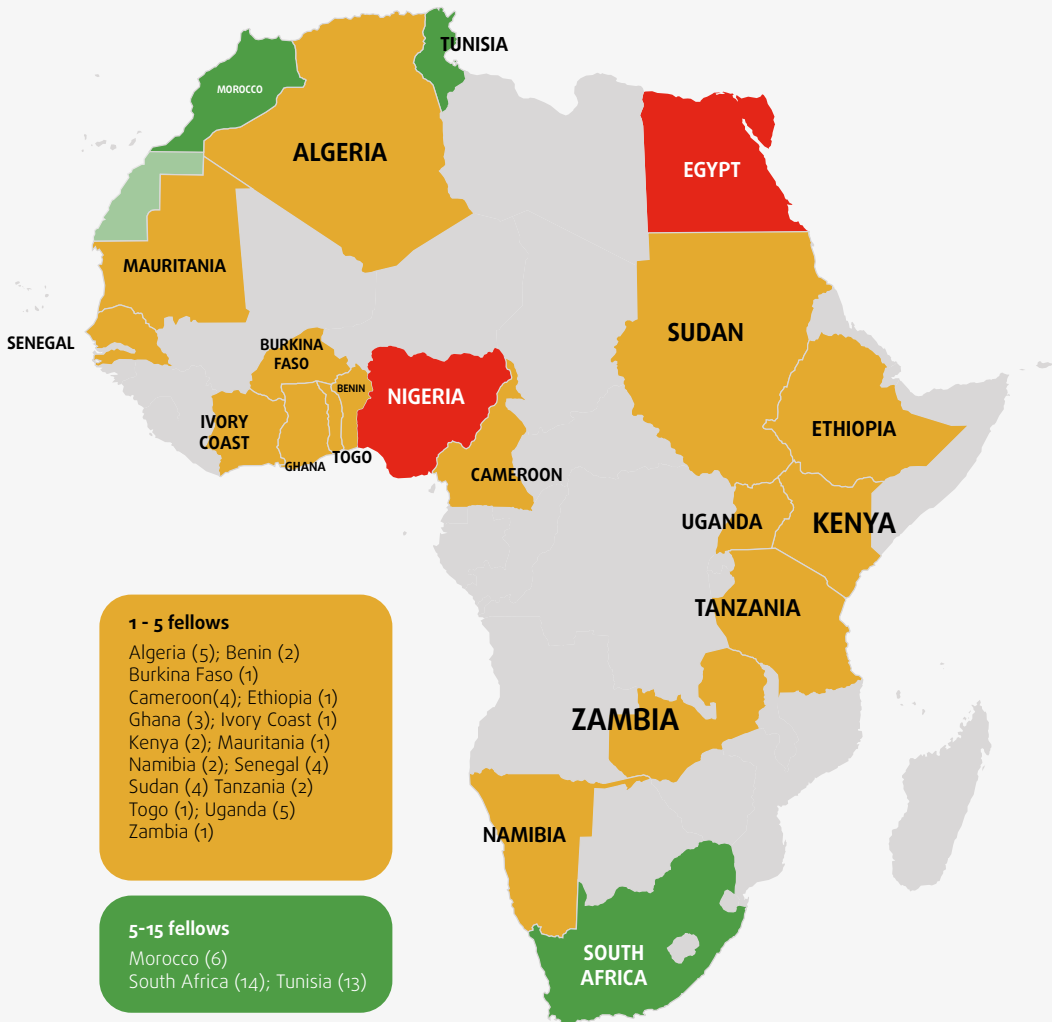 TUNISIA
MOROCCO
ALGERIA
EGYPT
MAURITANIA
SENEGAL
BURKINA
FASO
SUDAN
BENIN
NIGERIA
IVORY
COAST
ETHIOPIA
GHANA
TOGO
CAMEROON
UGANDA
KENYA
TANZANIA
ZAMBIA
NAMIBIA
SOUTH
AFRICA
1 - 5 fellows
Algeria (5); Benin (2)
Burkina Faso (1)
Cameroon(4); Ethiopia (1)
Ghana (3); Ivory Coast (1)
Kenya (2); Mauritania (1)
Namibia (2); Senegal (4)
Sudan (4) Tanzania (2)
Togo (1); Uganda (5)
Zambia (1)
5-15 fellows
Morocco (6)
South Africa (14); Tunisia (13)